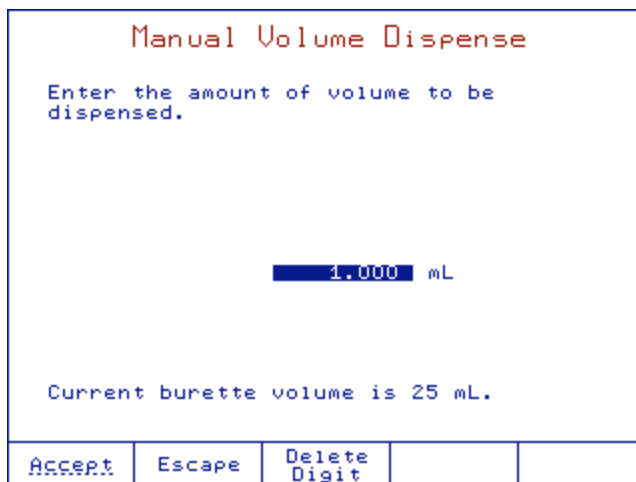 Manual Volume Dispense
Enter the amount of volume to be
dispensed.
1.000 mL
Current burette volume is 25 mL.
Accept Escape Delete
Digit